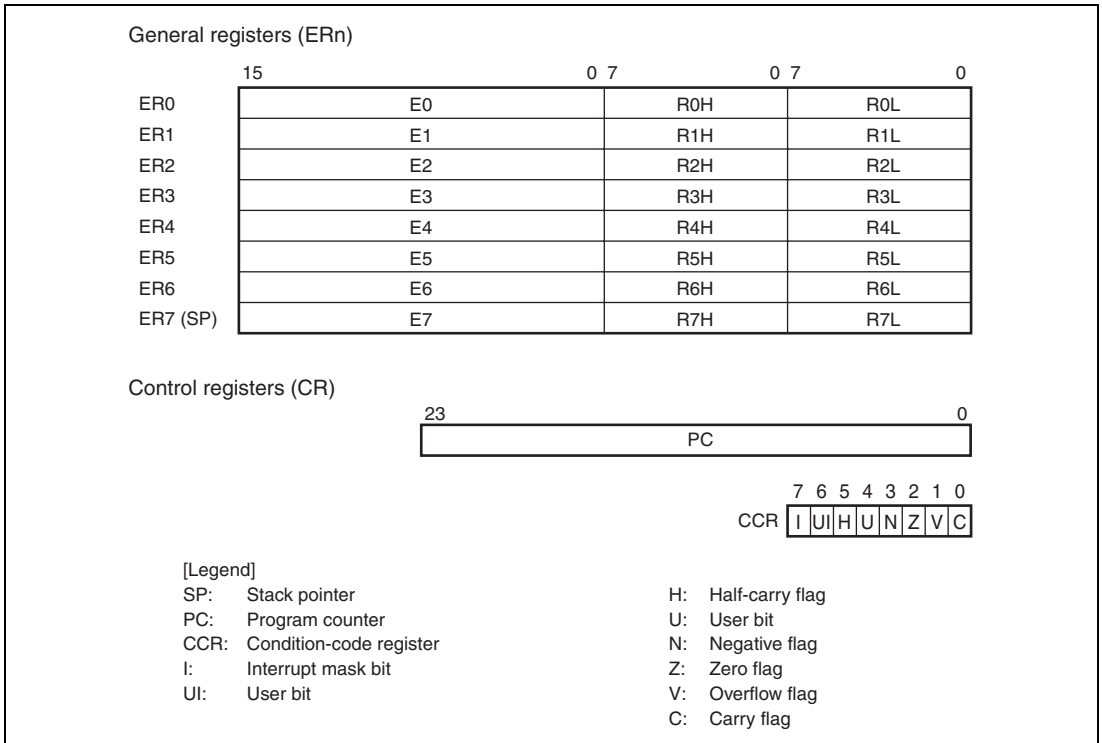 General registers (ERn)
15 0 7 0 7 0
ER0 E0 R0H R0L
ER1 E1 R1H R1L
ER2 E2 R2H R2L
ER3 E3 R3H R3L
ER4 E4 R4H R4L
ER5 E5 R5H R5L
ER6 E6 R6H R6L
ER7 (SP) E7 R7H R7L
Control registers (CR)
23 0
PC
7 6 5 4 3 2 1 0
CCR I UI H U N Z V C
[Legend]
SP: Stack pointer
PC: Program counter
CCR: Condition-code register
I: Interrupt mask bit
UI: User bit
H: Half-carry flag
U: User bit
N: Negative flag
Z: Zero flag
V: Overflow flag
C: Carry flag